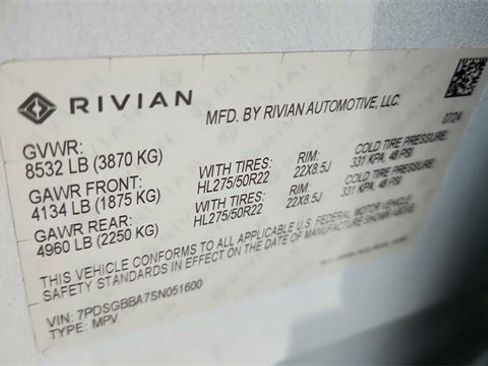 RIVIAN
MFD. BY RIVIAN AUTOMOTIVE, LLC.
07/24
GVWR:
8532 LB (3870 KG)
GAWR FRONT: WITH TIRES: RIM: COLD TIRE PRESSURE:
4134 LB (1875 KG) HL275/50R22 22X8.5J 331 KPA, 48 PSI
GAWR REAR: WITH TIRES: RIM: COLD TIRE PRESSURE:
4960 LB (2250 KG) HL275/50R22 22X8.5J 331 KPA, 48 PSI
THIS VEHICLE CONFORMS TO ALL APPLICABLE U.S. FEDERAL MOTOR VEHICLE
SAFETY STANDARDS IN EFFECT ON THE DATE OF MANUFACTURE SHOWN ABOVE
VIN: 7PDSGBBA7SN051600
TYPE: MPV